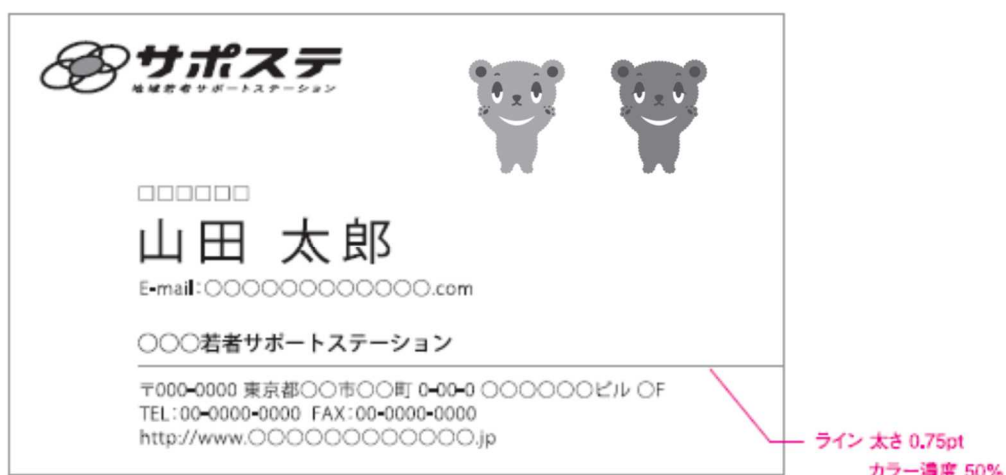 サポステ
地域若者サポートステーション
□□□□□□
山田 太郎
E-mail:○○○○○○○○○○○○.com
○○○若者サポートステーション
〒000-0000 東京都○○市○○町 0-00-0 ○○○○○○ビル ○F
TEL:00-0000-0000 FAX:00-0000-0000
http://www.○○○○○○○○○○○○.jp
ライン 太さ 0.75pt
カラー濃度 50%